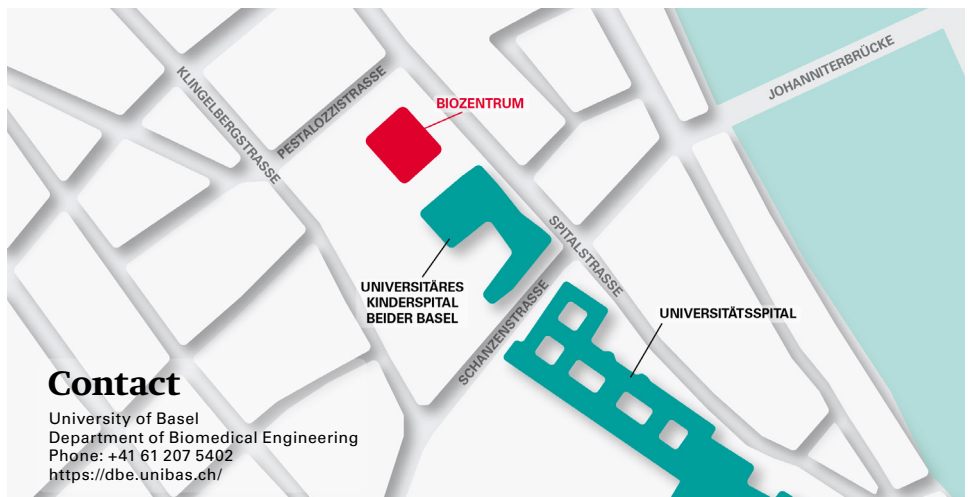 KLINGELBERGSTRASSE
PESTALOZZISTRASSE
BIOZENTRUM
JOHANNITERBRÜCKE
SPITALSTRASSE
UNIVERSITÄRES
KINDERSPITAL
BEIDER BASEL
SCHANZENSTRASSE
UNIVERSITÄTSSPITAL
Contact
University of Basel
Department of Biomedical Engineering
Phone: +41 61 207 5402
https://dbe.unibas.ch/